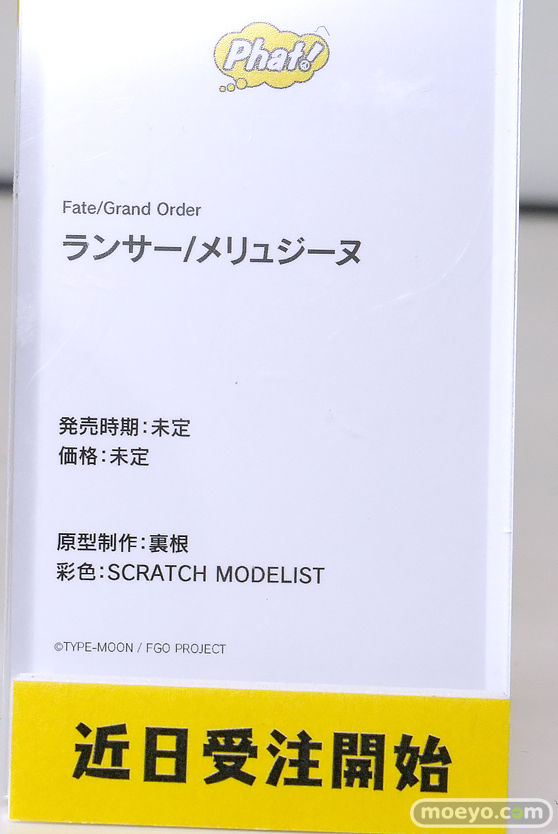 Phat!
Fate/Grand Order
ランサー/メリュジーヌ
発売時期:未定
価格:未定
原型制作:裏根
彩色:SCRATCH MODELIST
©TYPE-MOON / FGO PROJECT
近日受注開始
moeyo.com